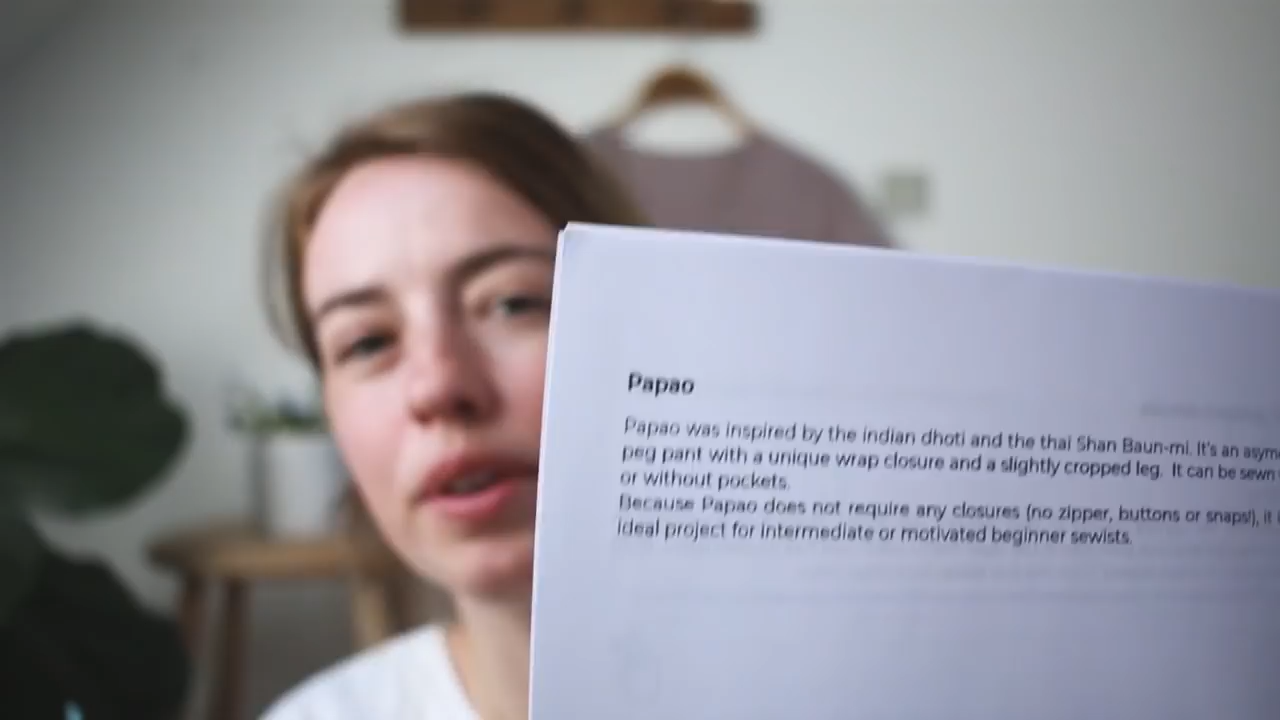 Papao
Papao was inspired by the indian dhoti and the thai Shan Baun-mi. It's an
peg pant with a unique wrap closure and a slightly cropped leg. It can be sewn
or without pockets.
Because Papao does not require any closures (no zipper, buttons or snaps!), it
ideal project for intermediate or motivated beginner sewists.